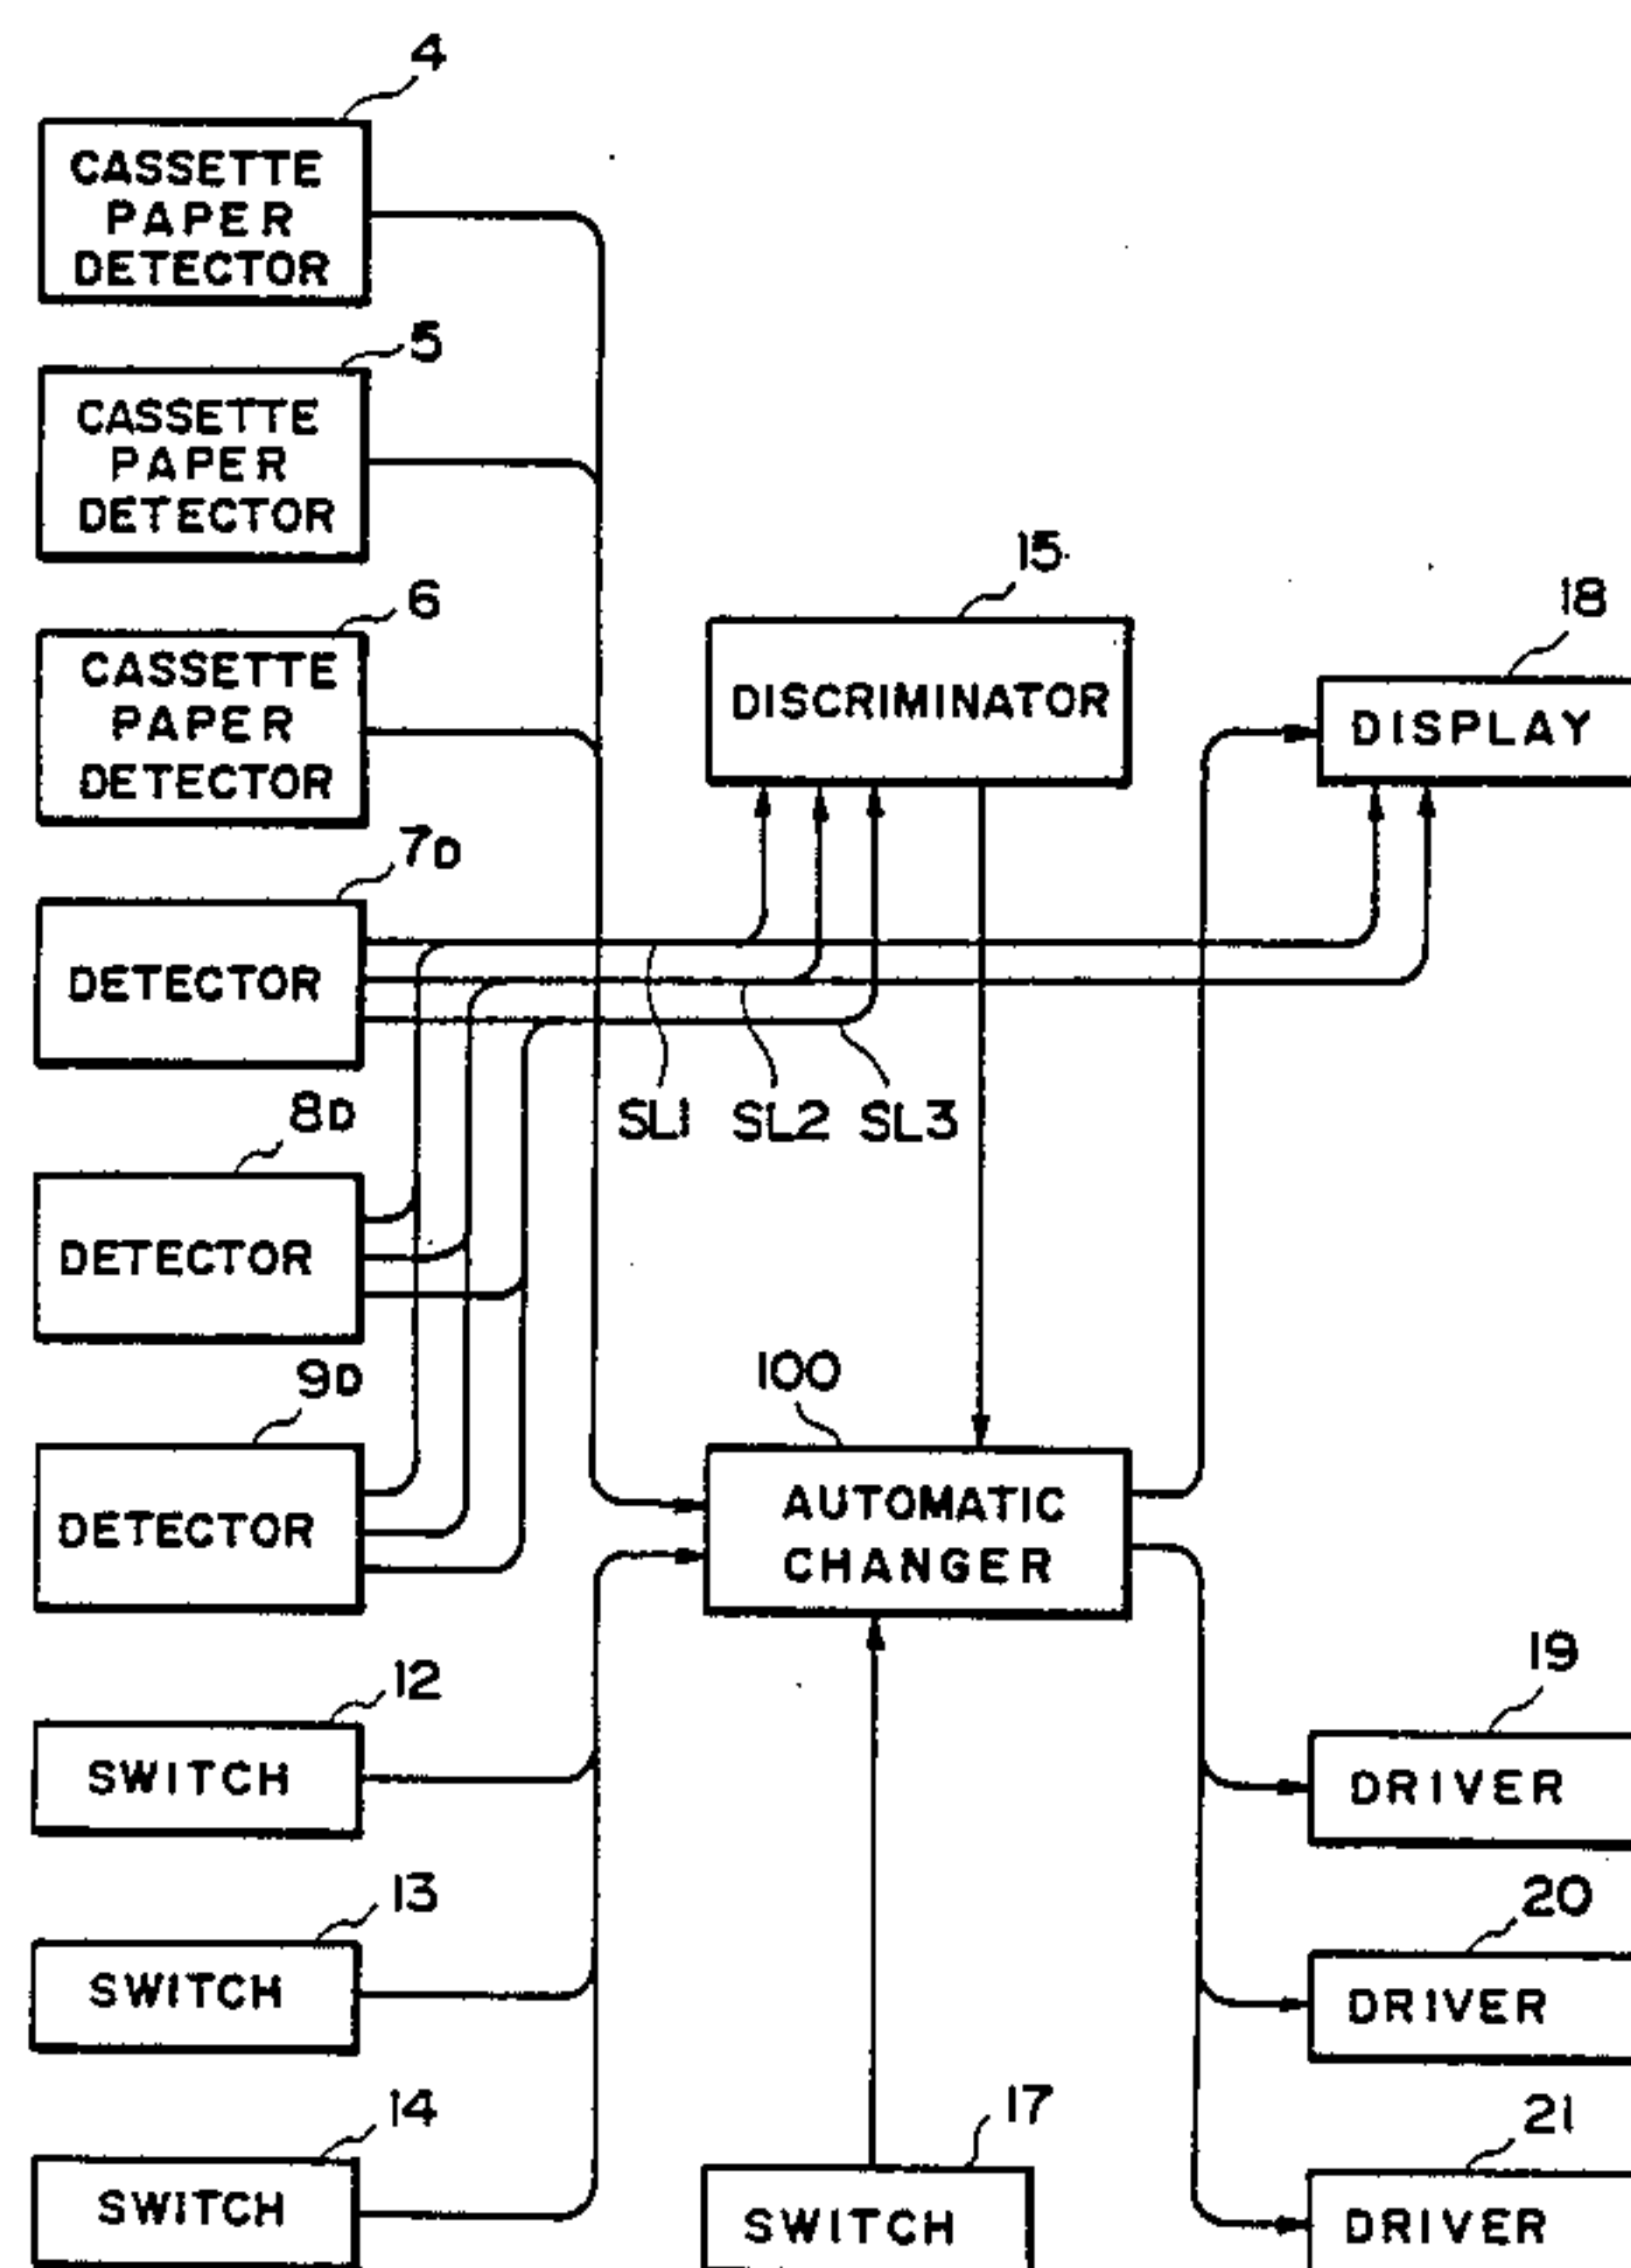 4
CASSETTE
PAPER
DETECTOR
5
CASSETTE
PAPER
DETECTOR
6
CASSETTE
PAPER
DETECTOR
15
DISCRIMINATOR
18
DISPLAY
7D
DETECTOR
SL1 SL2 SL3
8D
DETECTOR
9D
DETECTOR
100
AUTOMATIC
CHANGER
12
SWITCH
13
SWITCH
14
SWITCH
17
SWITCH
19
DRIVER
20
DRIVER
21
DRIVER